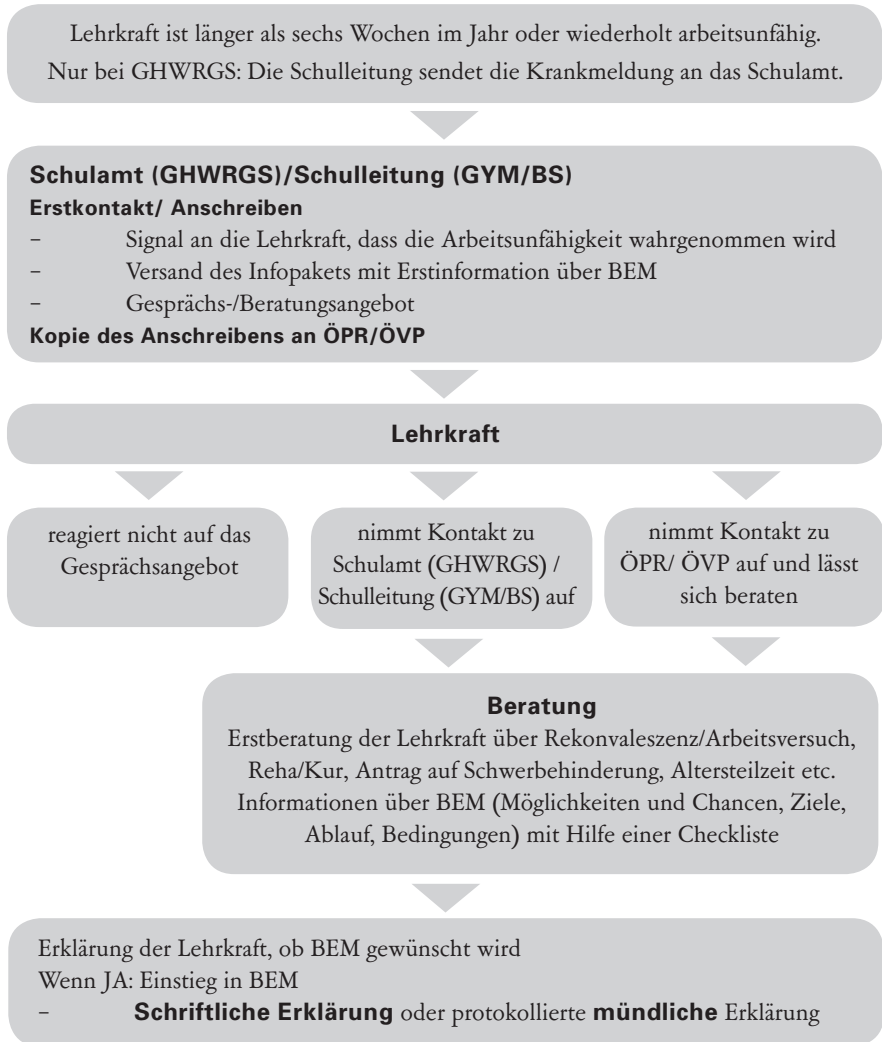 Lehrkraft ist länger als sechs Wochen im Jahr oder wiederholt arbeitsunfähig.
Nur bei GHWRGS: Die Schulleitung sendet die Krankmeldung an das Schulamt.
Schulamt (GHWRGS)/Schulleitung (GYM/BS)
Erstkontakt/ Anschreiben
– Signal an die Lehrkraft, dass die Arbeitsunfähigkeit wahrgenommen wird
– Versand des Infopakets mit Erstinformation über BEM
– Gesprächs-/Beratungsangebot
Kopie des Anschreibens an ÖPR/ÖVP
Lehrkraft
reagiert nicht auf das
Gesprächsangebot
nimmt Kontakt zu
Schulamt (GHWRGS) /
Schulleitung (GYM/BS) auf
nimmt Kontakt zu
ÖPR/ ÖVP auf und lässt
sich beraten
Beratung
Erstberatung der Lehrkraft über Rekonvaleszenz/Arbeitsversuch,
Reha/Kur, Antrag auf Schwerbehinderung, Altersteilzeit etc.
Informationen über BEM (Möglichkeiten und Chancen, Ziele,
Ablauf, Bedingungen) mit Hilfe einer Checkliste
Erklärung der Lehrkraft, ob BEM gewünscht wird
Wenn JA: Einstieg in BEM
– Schriftliche Erklärung oder protokollierte mündliche Erklärung